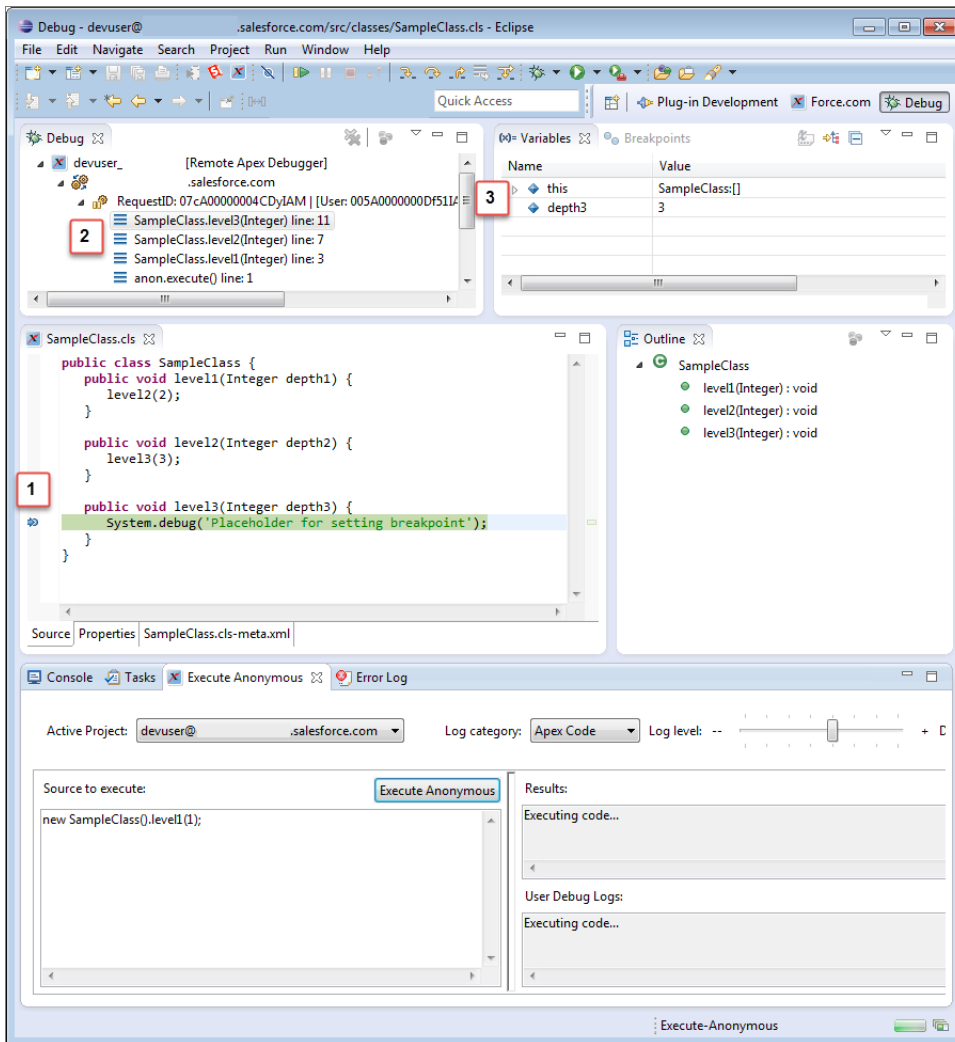 Debug - devuser@ .salesforce.com/src/classes/SampleClass.cls - Eclipse
File Edit Navigate Search Project Run Window Help
Quick Access
Plug-in Development Force.com Debug
Debug
devuser_ [Remote Apex Debugger]
.salesforce.com
RequestID: 07cA00000004CDyIAM | [User: 005A0000000Df51IA
2
SampleClass.level3(Integer) line: 11
SampleClass.level2(Integer) line: 7
SampleClass.level1(Integer) line: 3
anon.execute() line: 1
(x)= Variables Breakpoints
Name Value
3
this SampleClass:[]
depth3 3
SampleClass.cls
public class SampleClass {
public void level1(Integer depth1) {
level2(2);
}
public void level2(Integer depth2) {
level3(3);
}
1
public void level3(Integer depth3) {
System.debug('Placeholder for setting breakpoint');
}
}
Source Properties SampleClass.cls-meta.xml
Outline
SampleClass
level1(Integer) : void
level2(Integer) : void
level3(Integer) : void
Console Tasks Execute Anonymous Error Log
Active Project: devuser@ .salesforce.com Log category: Apex Code Log level: -- + D
Source to execute: Execute Anonymous
new SampleClass().level1(1);
Results:
Executing code...
User Debug Logs:
Executing code...
Execute-Anonymous